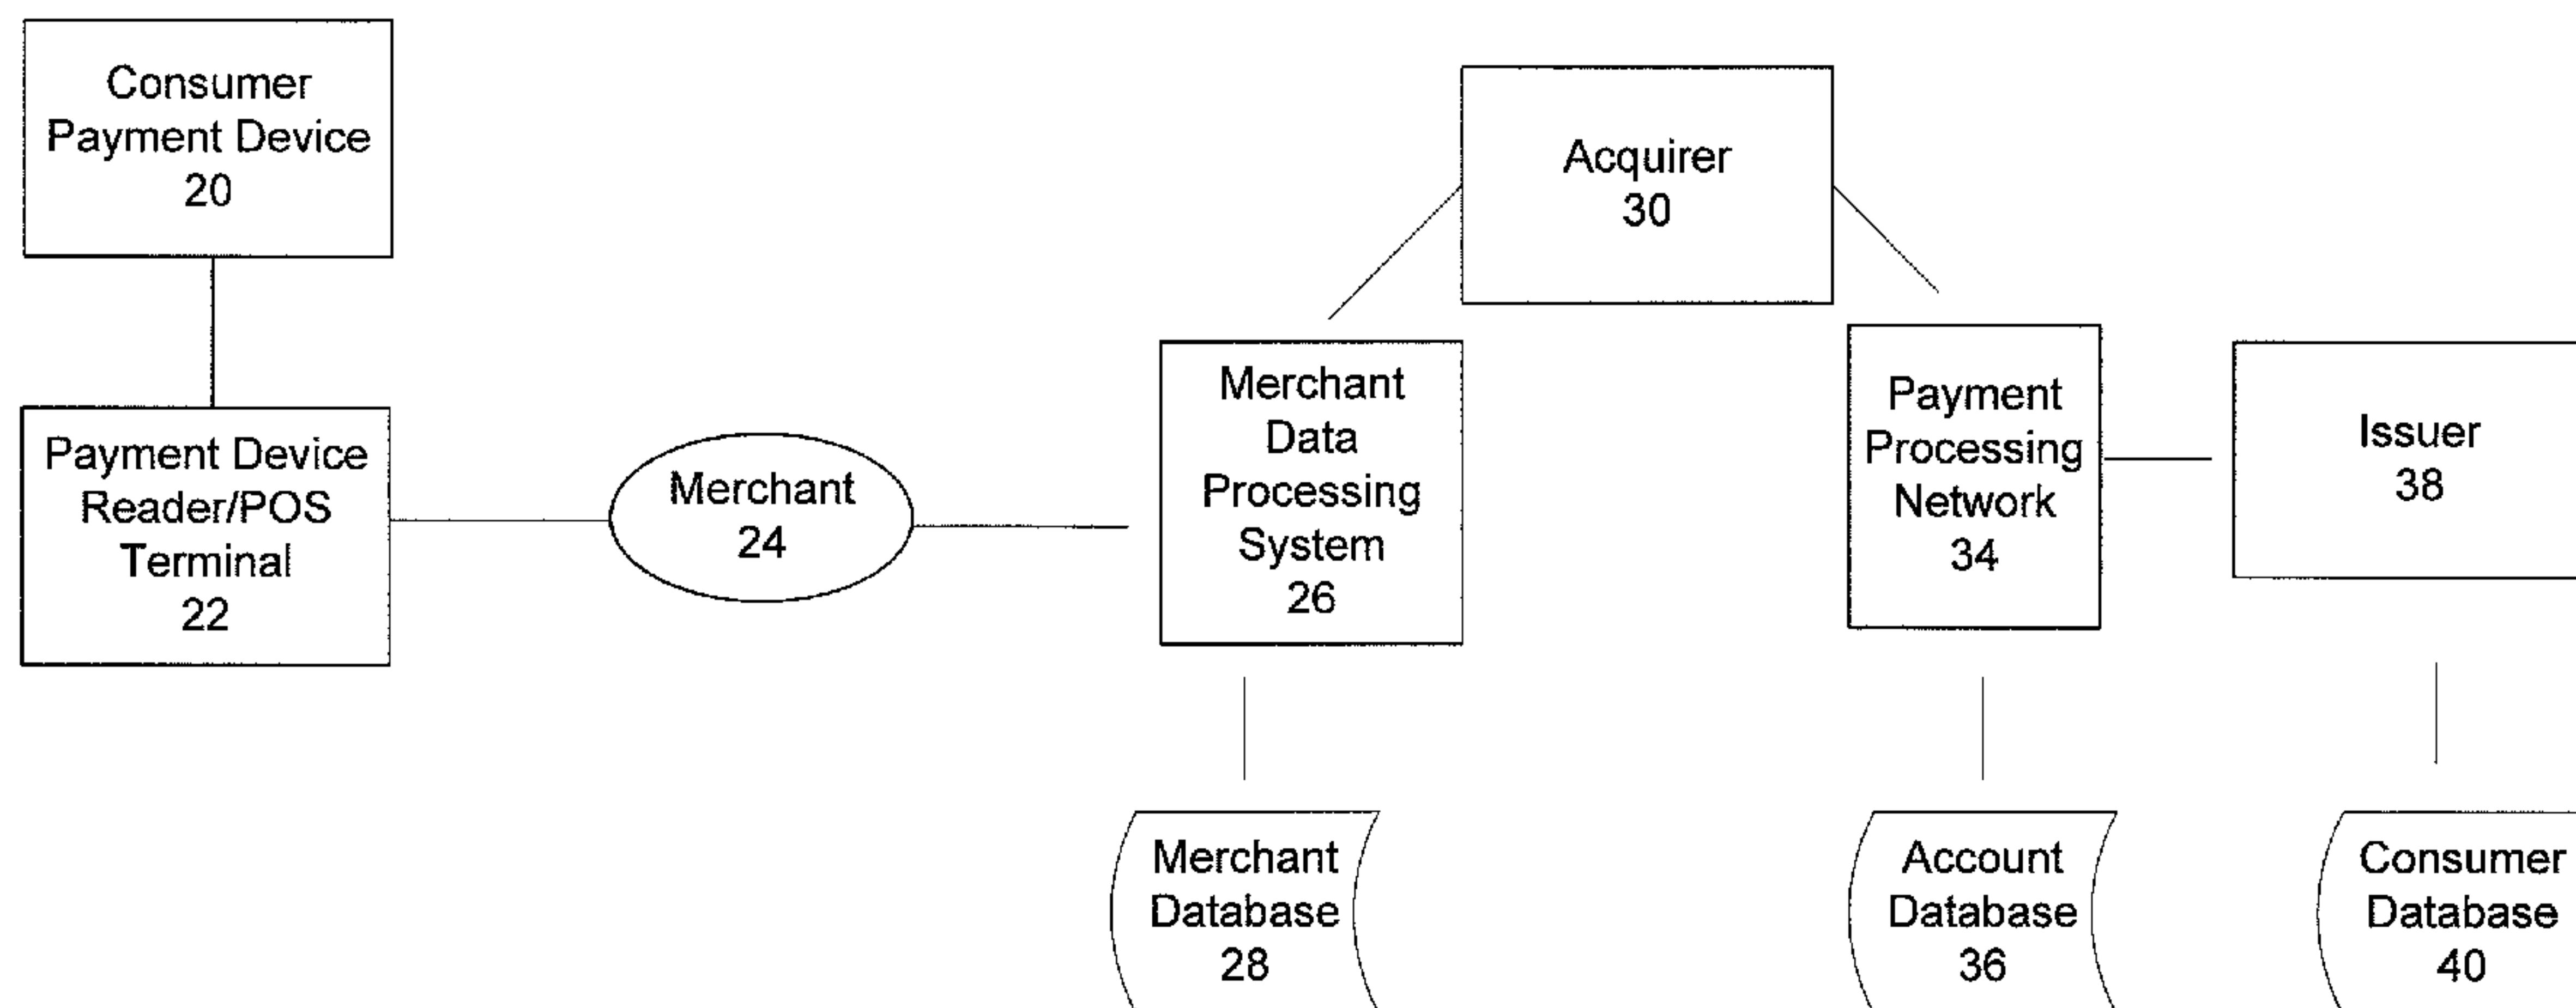 Consumer
Payment Device
20
Acquirer
30
Payment Device
Reader/POS
Terminal
22
Merchant
24
Merchant
Data
Processing
System
26
Payment
Processing
Network
34
Issuer
38
Merchant
Database
28
Account
Database
36
Consumer
Database
40